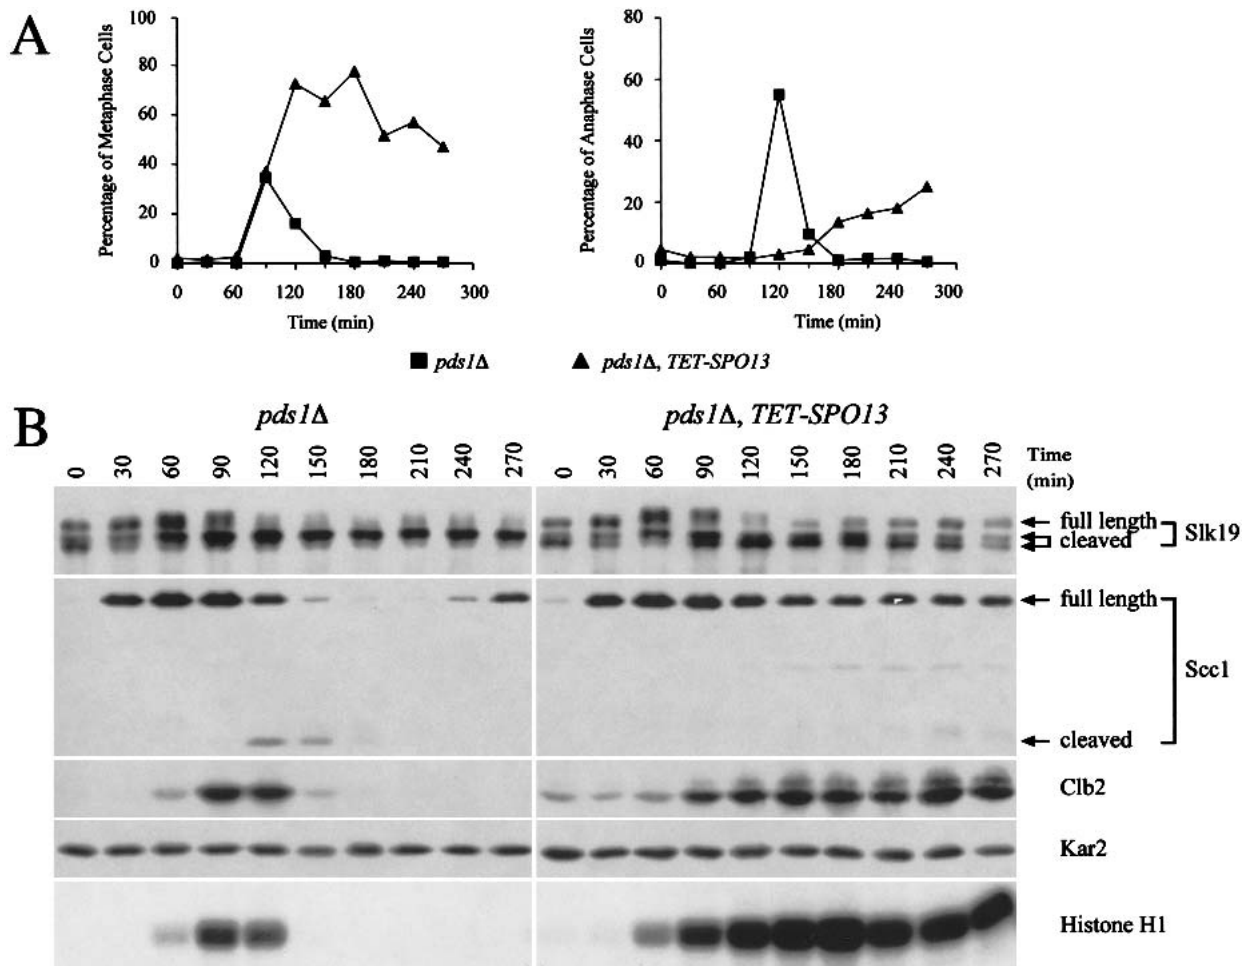 A
Percentage of Metaphase Cells
100
80
60
40
20
0
0 60 120 180 240 300
Time (min)
Percentage of Anaphase Cells
80
60
40
20
0
0 60 120 180 240 300
Time (min)
■ pds1Δ ▲ pds1Δ, TET-SPO13
B
pds1Δ pds1Δ, TET-SPO13
0 30 60 90 120 150 180 210 240 270 0 30 60 90 120 150 180 210 240 270 Time
(min)
full length
cleaved
Slk19
full length
Scc1
cleaved
Clb2
Kar2
Histone H1